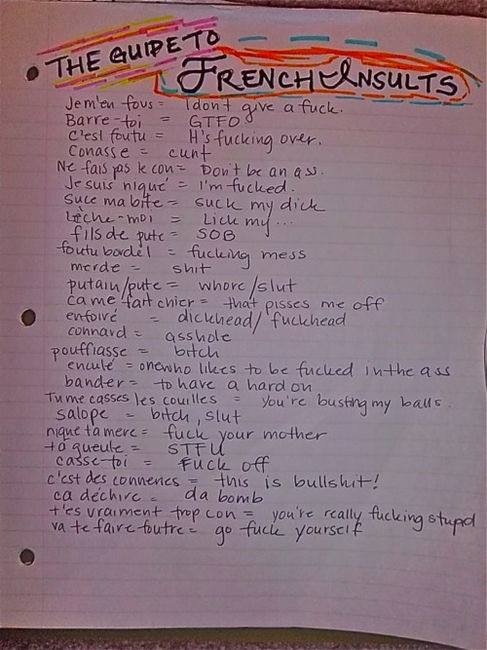 THE GUIDE TO
FRENCH INSULTS
Je m'en fous = I don't give a fuck.
Barre-toi = GTFO
C'est foutu = It's fucking over.
Conasse = cunt
Ne fais pas le con = Don't be an ass.
Je suis niqué = I'm fucked.
Suce ma bite = suck my dick
Lèche-moi = Lick my...
fils de pute = SOB
foutu bordel = fucking mess
merde = shit
putain/pute = whore/slut
ca me fait chier = that pisses me off
enfoiré = dickhead/fuckhead
connard = asshole
pouffiasse = bitch
enculé = one who likes to be fucked in the ass
bander = to have a hard on
Tu me casses les couilles = you're busting my balls.
salope = bitch, slut
nique ta mere = fuck your mother
ta gueule = STFU
casse-toi = Fuck off
c'est des conneries = this is bullshit!
ca déchire = da bomb
t'es vraiment trop con = you're really fucking stupid
va te faire foutre = go fuck yourself